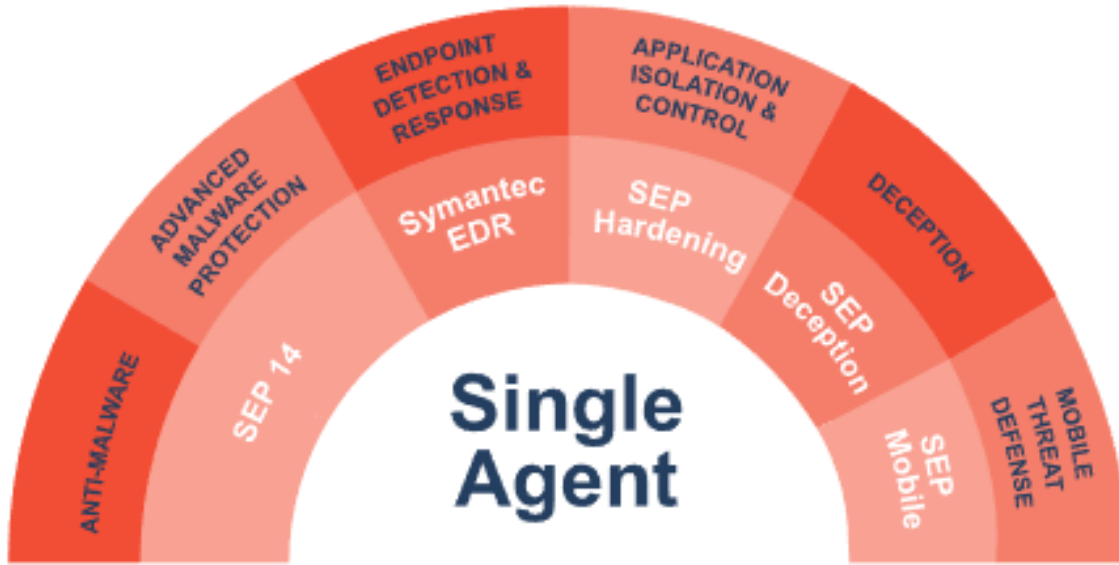 ANTI-MALWARE
ADVANCED
MALWARE
PROTECTION
ENDPOINT
DETECTION &
RESPONSE
APPLICATION
ISOLATION &
CONTROL
DECEPTION
MOBILE
THREAT
DEFENSE
SEP 14
Symantec
EDR
SEP
Hardening
SEP
Deception
SEP
Mobile
Single
Agent